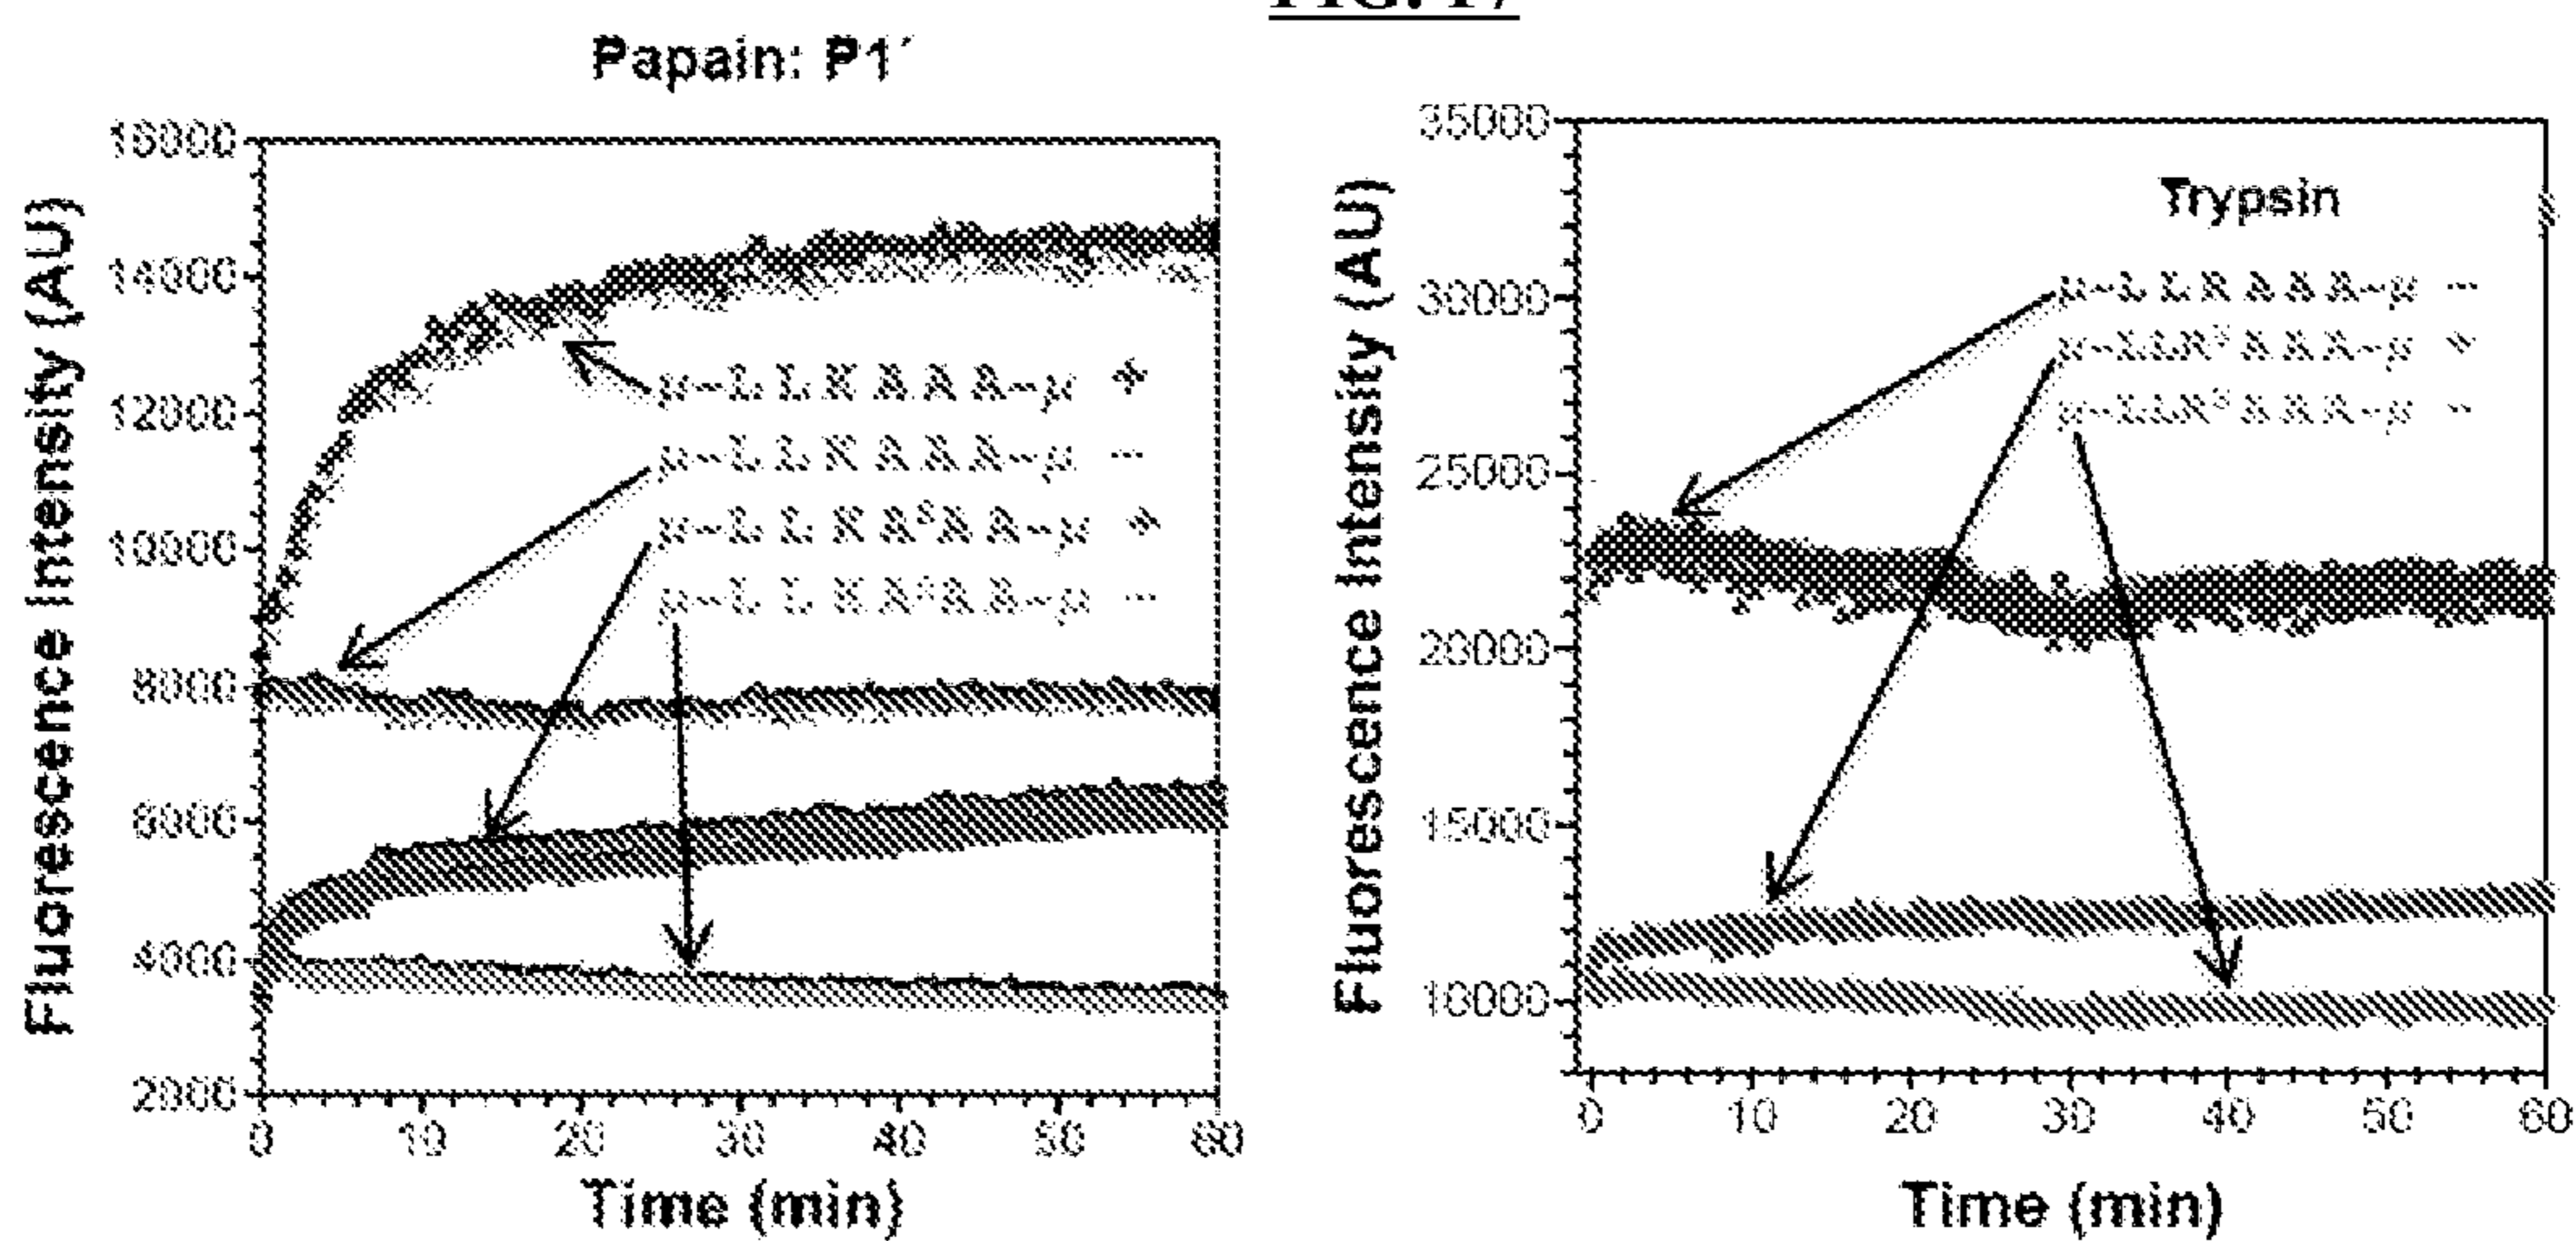 FIG. 17
Papain: P1´
Fluorescence Intensity (AU)
16000
14000
12000
10000
8000
6000
4000
2000
0 10 20 30 40 50 60
Time (min)
μ-L L K A A A-μ +
μ-L L K A A A-μ -
μ-L L K A A A-μ +
μ-L L K A A A-μ -
Fluorescence Intensity (AU)
35000
30000
25000
20000
15000
10000
0 10 20 30 40 50 60
Time (min)
Trypsin
A A A-μ -
A A A-μ +
A A A-μ -